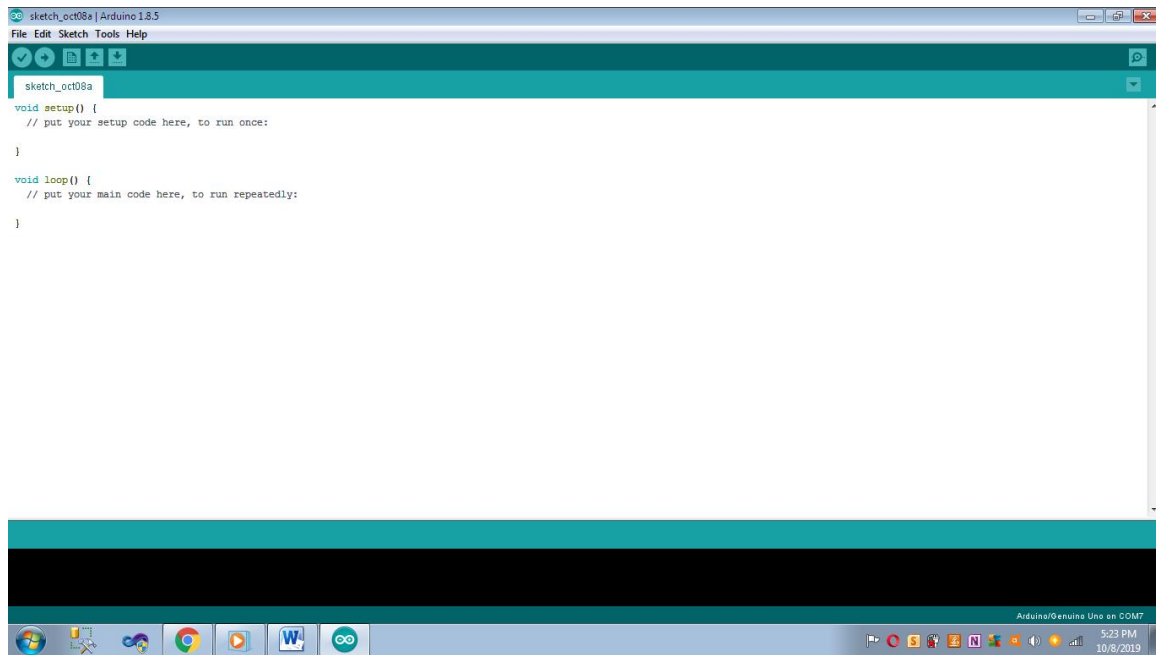 sketch_oct08a | Arduino 1.8.5
File Edit Sketch Tools Help
sketch_oct08a
void setup() {
  // put your setup code here, to run once:
}
void loop() {
  // put your main code here, to run repeatedly:
}
Arduino/Genuino Uno on COM7
W
S
N
5:23 PM
10/8/2019